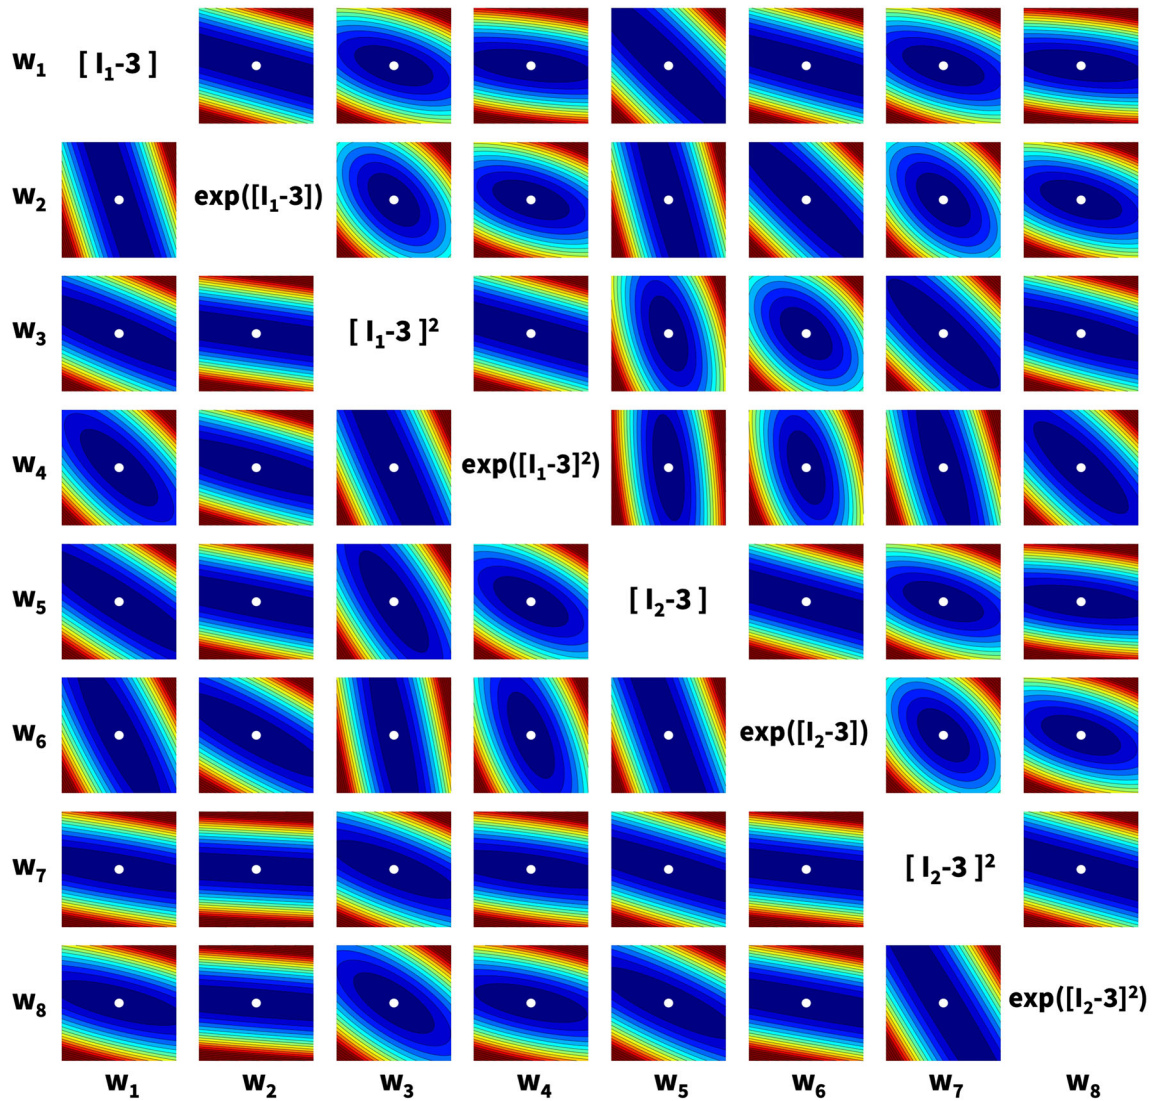 w₁ [ I₁-3 ]
w₂ exp([I₁-3])
w₃ [ I₁-3 ]²
w₄ exp([I₁-3]²)
w₅ [ I₂-3 ]
w₆ exp([I₂-3])
w₇ [ I₂-3 ]²
w₈ exp([I₂-3]²)
w₁ w₂ w₃ w₄ w₅ w₆ w₇ w₈